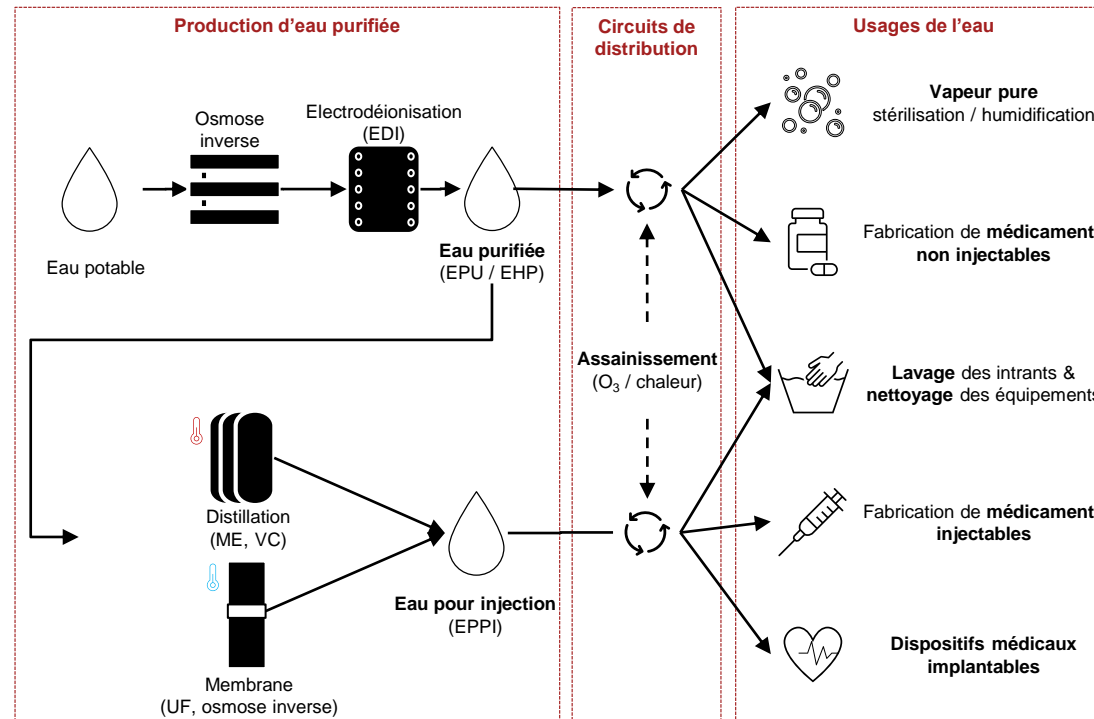 Production d'eau purifiée
Circuits de
distribution
Usages de l'eau
Osmose
inverse
Electrodéionisation
(EDI)
Eau potable
Eau purifiée
(EPU / EHP)
Distillation
(ME, VC)
Membrane
(UF, osmose inverse)
Eau pour injection
(EPPI)
Assainissement
(O₃ / chaleur)
Vapeur pure
stérilisation / humidification
Fabrication de médicament
non injectables
Lavage des intrants &
nettoyage des équipements
Fabrication de médicament
injectables
Dispositifs médicaux
implantables